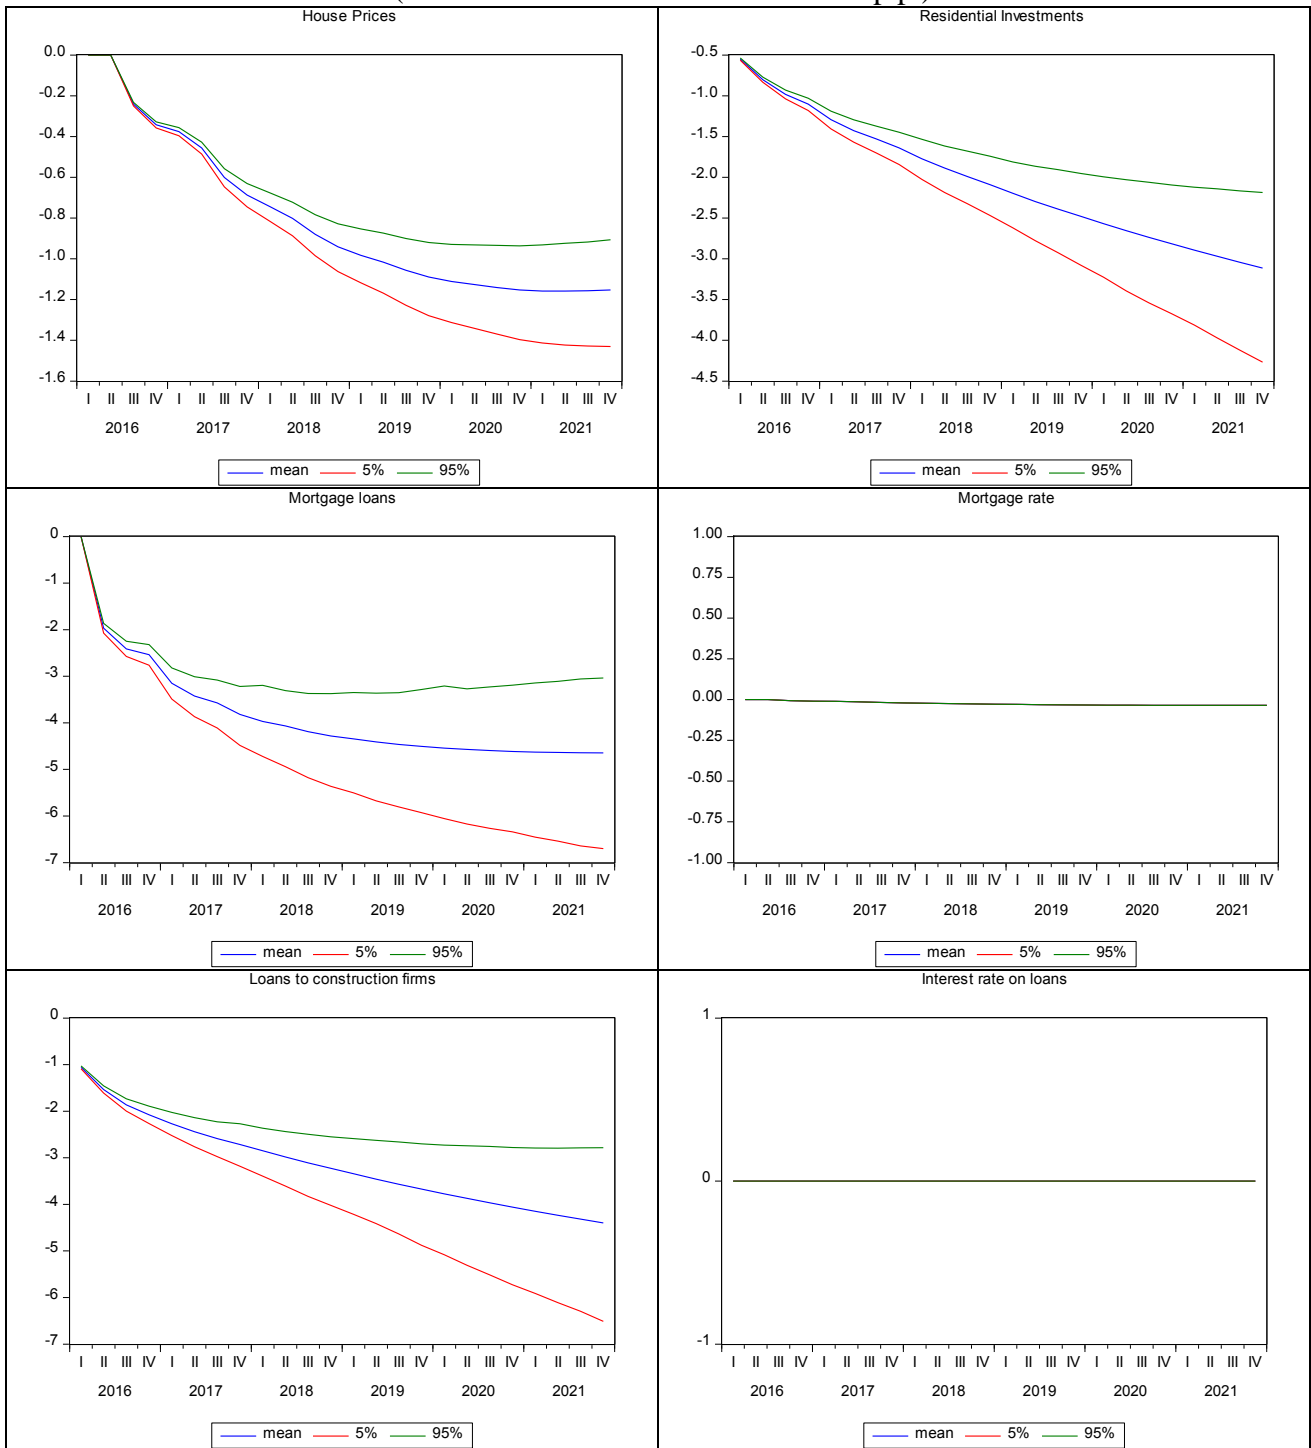 House Prices
0.0
-0.2
-0.4
-0.6
-0.8
-1.0
-1.2
-1.4
-1.6
I II III IV I II III IV I II III IV I II III IV I II III IV I II III IV
2016 2017 2018 2019 2020 2021
mean 5% 95%
Residential Investments
-0.5
-1.0
-1.5
-2.0
-2.5
-3.0
-3.5
-4.0
-4.5
I II III IV I II III IV I II III IV I II III IV I II III IV I II III IV
2016 2017 2018 2019 2020 2021
mean 5% 95%
Mortgage loans
0
-1
-2
-3
-4
-5
-6
-7
I II III IV I II III IV I II III IV I II III IV I II III IV I II III IV
2016 2017 2018 2019 2020 2021
mean 5% 95%
Mortgage rate
1.00
0.75
0.50
0.25
0.00
-0.25
-0.50
-0.75
-1.00
I II III IV I II III IV I II III IV I II III IV I II III IV I II III IV
2016 2017 2018 2019 2020 2021
mean 5% 95%
Loans to construction firms
0
-1
-2
-3
-4
-5
-6
-7
I II III IV I II III IV I II III IV I II III IV I II III IV I II III IV
2016 2017 2018 2019 2020 2021
mean 5% 95%
Interest rate on loans
1
0
-1
I II III IV I II III IV I II III IV I II III IV I II III IV I II III IV
2016 2017 2018 2019 2020 2021
mean 5% 95%